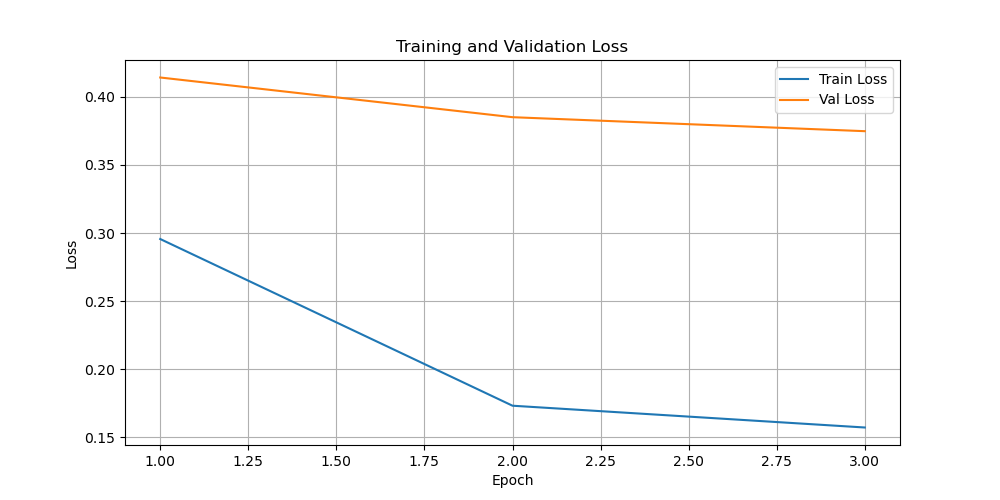 Training and Validation Loss
Train Loss
Val Loss
0.40
0.35
0.30
0.25
0.20
0.15
Loss
1.00 1.25 1.50 1.75 2.00 2.25 2.50 2.75 3.00
Epoch